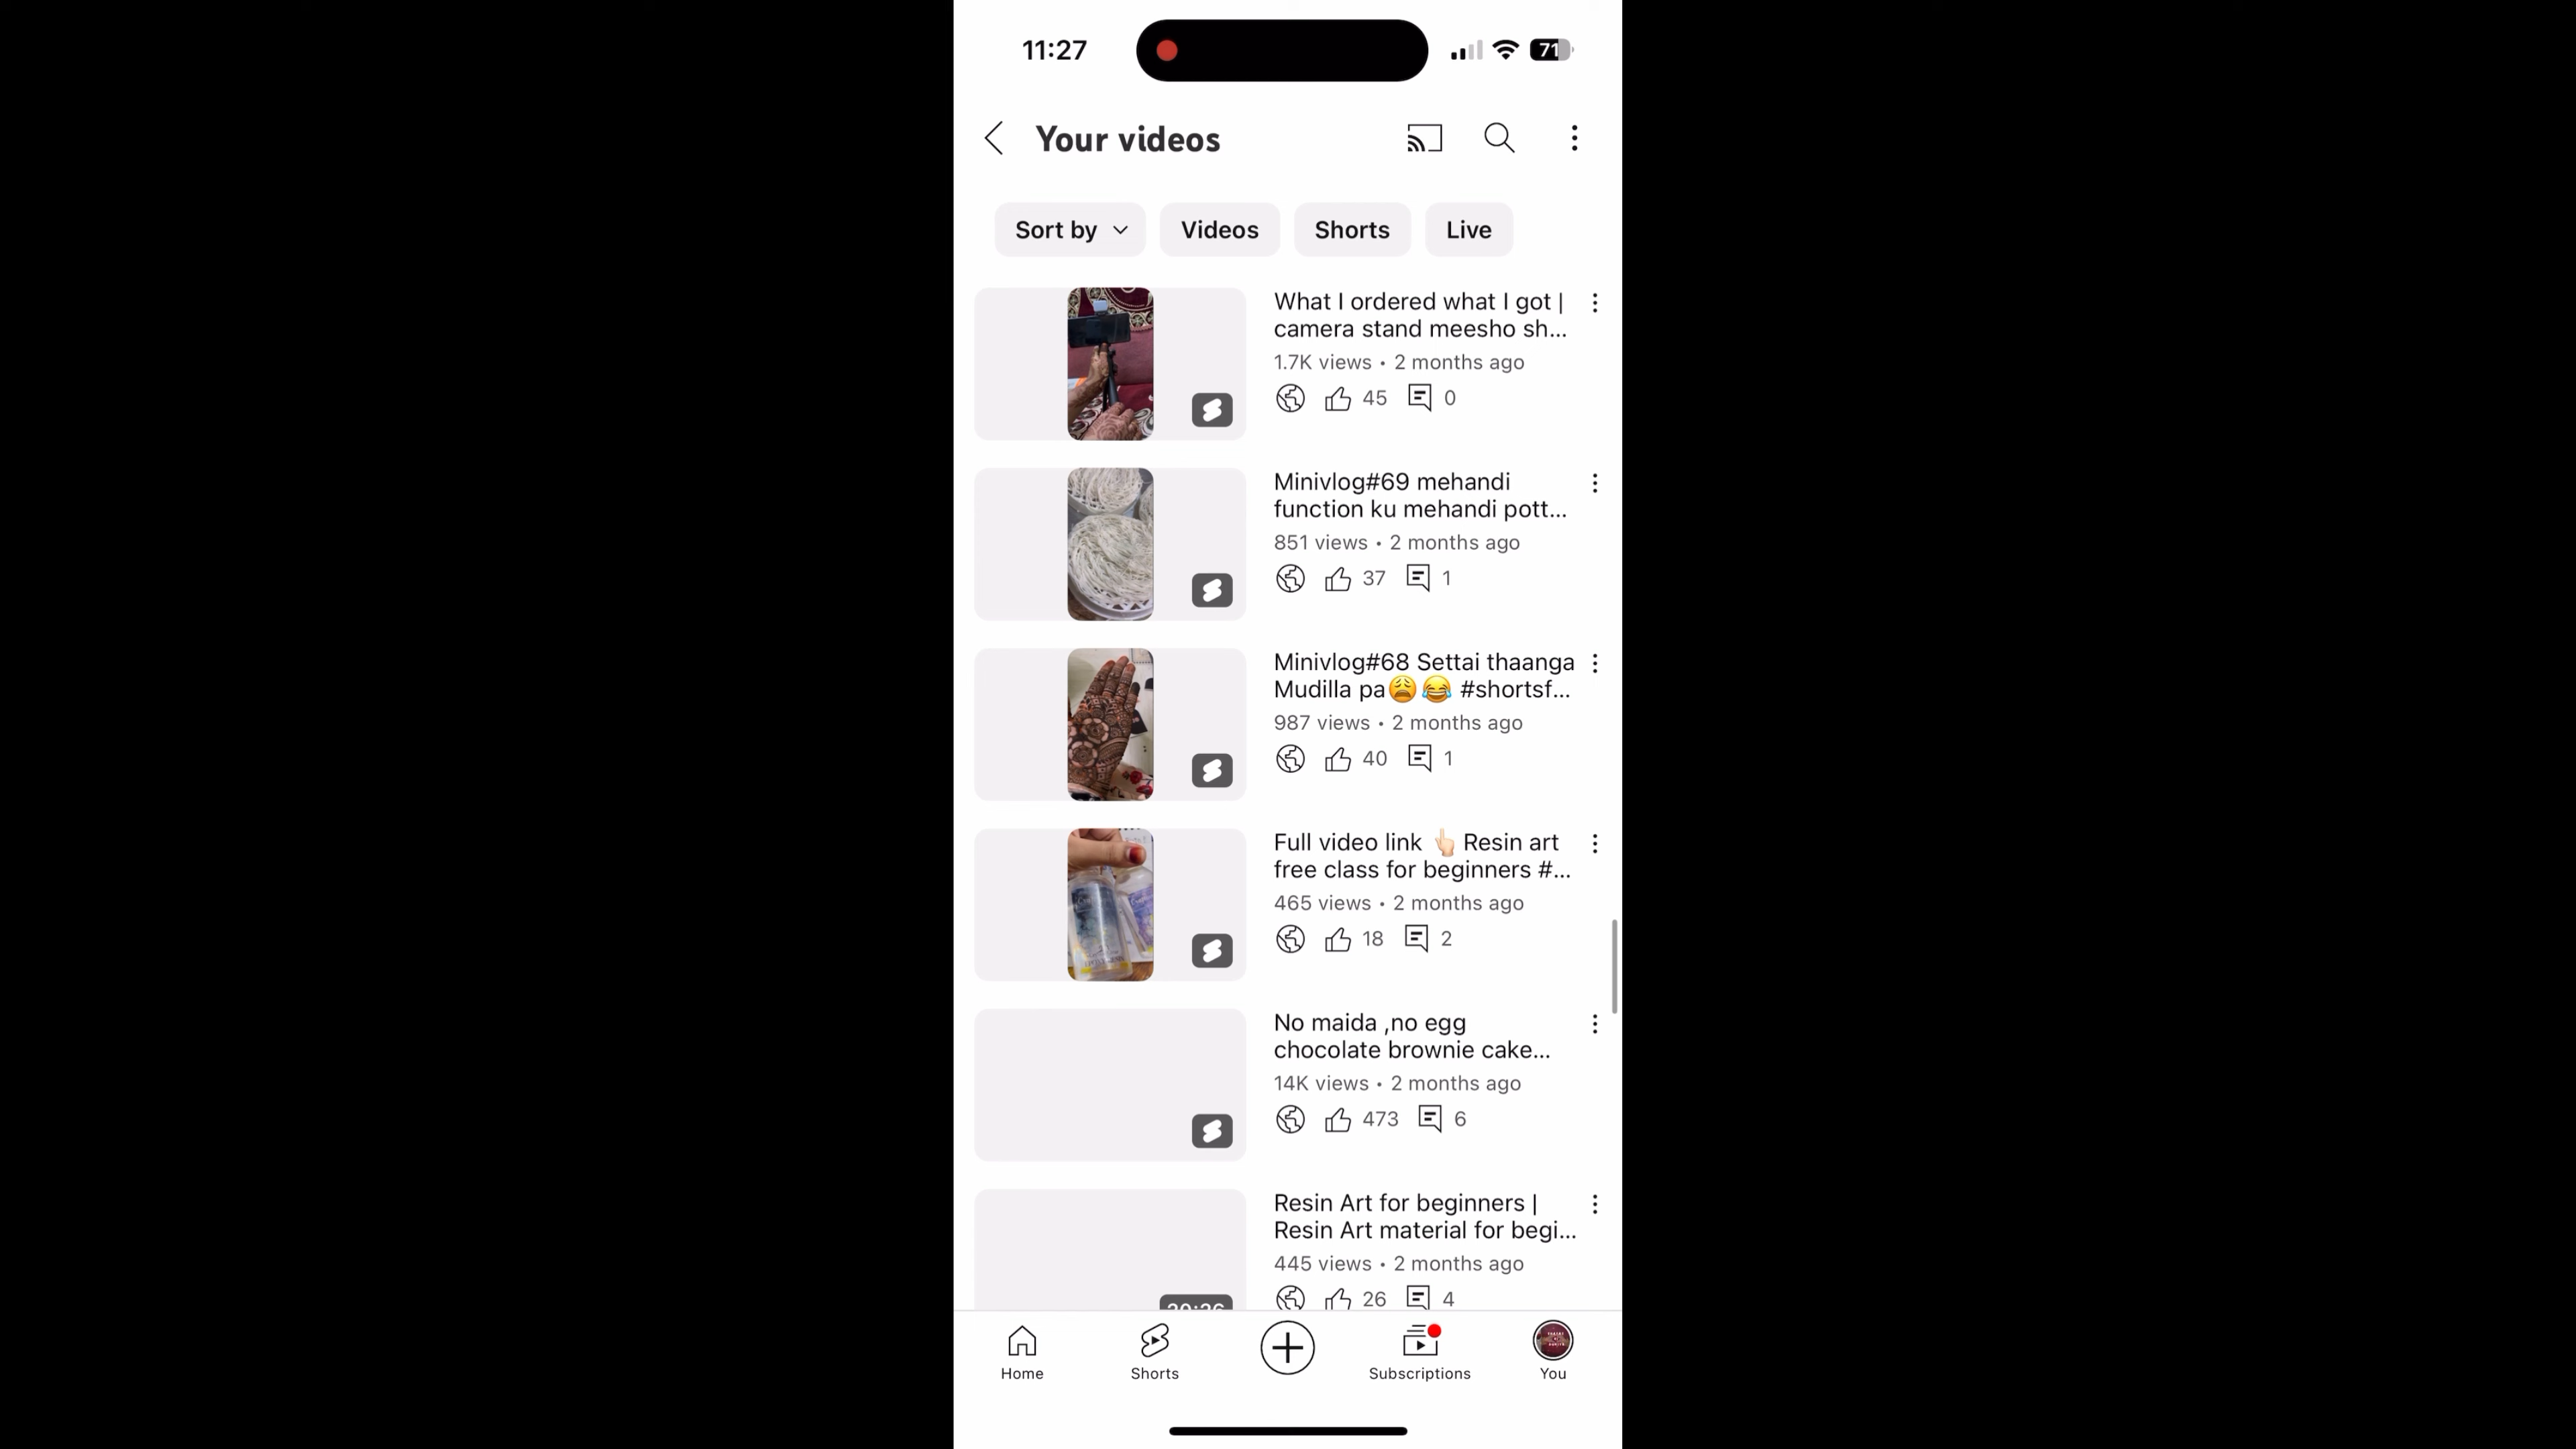 11:27
71
Your videos
Sort by
Videos
Shorts
Live
What I ordered what I got |
camera stand meesho sh...
1.7K views • 2 months ago
45
0
Minivlog#69 mehandi
function ku mehandi pott...
851 views • 2 months ago
37
1
Minivlog#68 Settai thaanga
Mudilla pa😩😂 #shortsf...
987 views • 2 months ago
40
1
Full video link 👆🏻 Resin art
free class for beginners #...
465 views • 2 months ago
18
2
No maida ,no egg
chocolate brownie cake...
14K views • 2 months ago
473
6
Resin Art for beginners |
Resin Art material for begi...
445 views • 2 months ago
26
4
Home
Shorts
Subscriptions
You